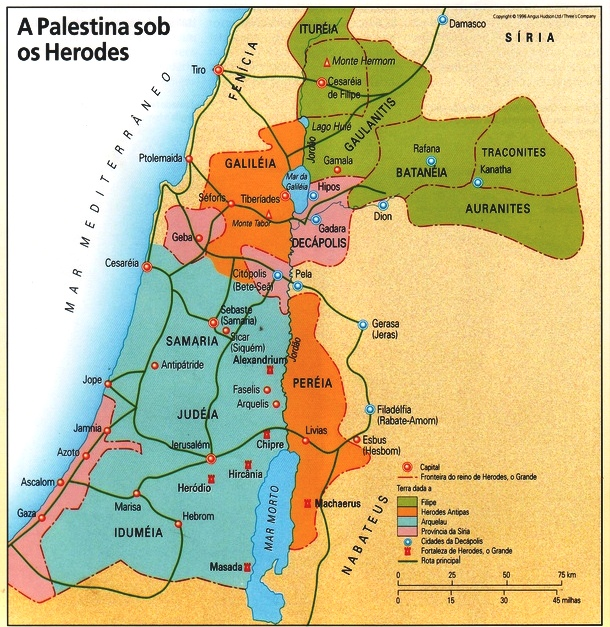 A Palestina sob
os Herodes
Copyright © 1996 Angus Hudson Ltd / Three's Company
ITURÉIA
Damasco
SÍRIA
Monte Hermom
Tiro
FENÍCIA
Cesaréia
de Filipe
MAR MEDITERRÂNEO
Lago Hulé
GAULANITIS
Jordão
Ptolemaida
GALILÉIA
Rafana
TRACONITES
Gamala
BATANÉIA
Kanatha
Mar da
Galiléia
Hipos
Séforis
Tiberíades
AURANITES
Dion
Monte Tabor
Gadara
Geba
DECÁPOLIS
Cesaréia
Citópolis
(Bete-Seã)
Pela
Sebaste
(Samaria)
Gerasa
(Jeras)
SAMARIA
Sicar
(Siquém)
Jordão
Alexandrium
Antipátride
PERÉIA
Jope
Faselis
Arquelis
JUDÉIA
Filadélfia
(Rabate-Amom)
Jamnia
Chipre
Livias
Esbus
(Hesbom)
Azoto
Jerusalém
Hircânia
Ascalom
Heródio
Marisa
Machaerus
Gaza
Hebrom
IDUMÉIA
MAR MORTO
NABATEUS
Masada
Capital
Fronteira do reino de Herodes, o Grande
Terra dada a
Filipe
Herodes Antipas
Arquelau
Província da Síria
Cidades da Decápolis
Fortaleza de Herodes, o Grande
Rota principal
0 25 50 75 km
0 15 30 45 milhas